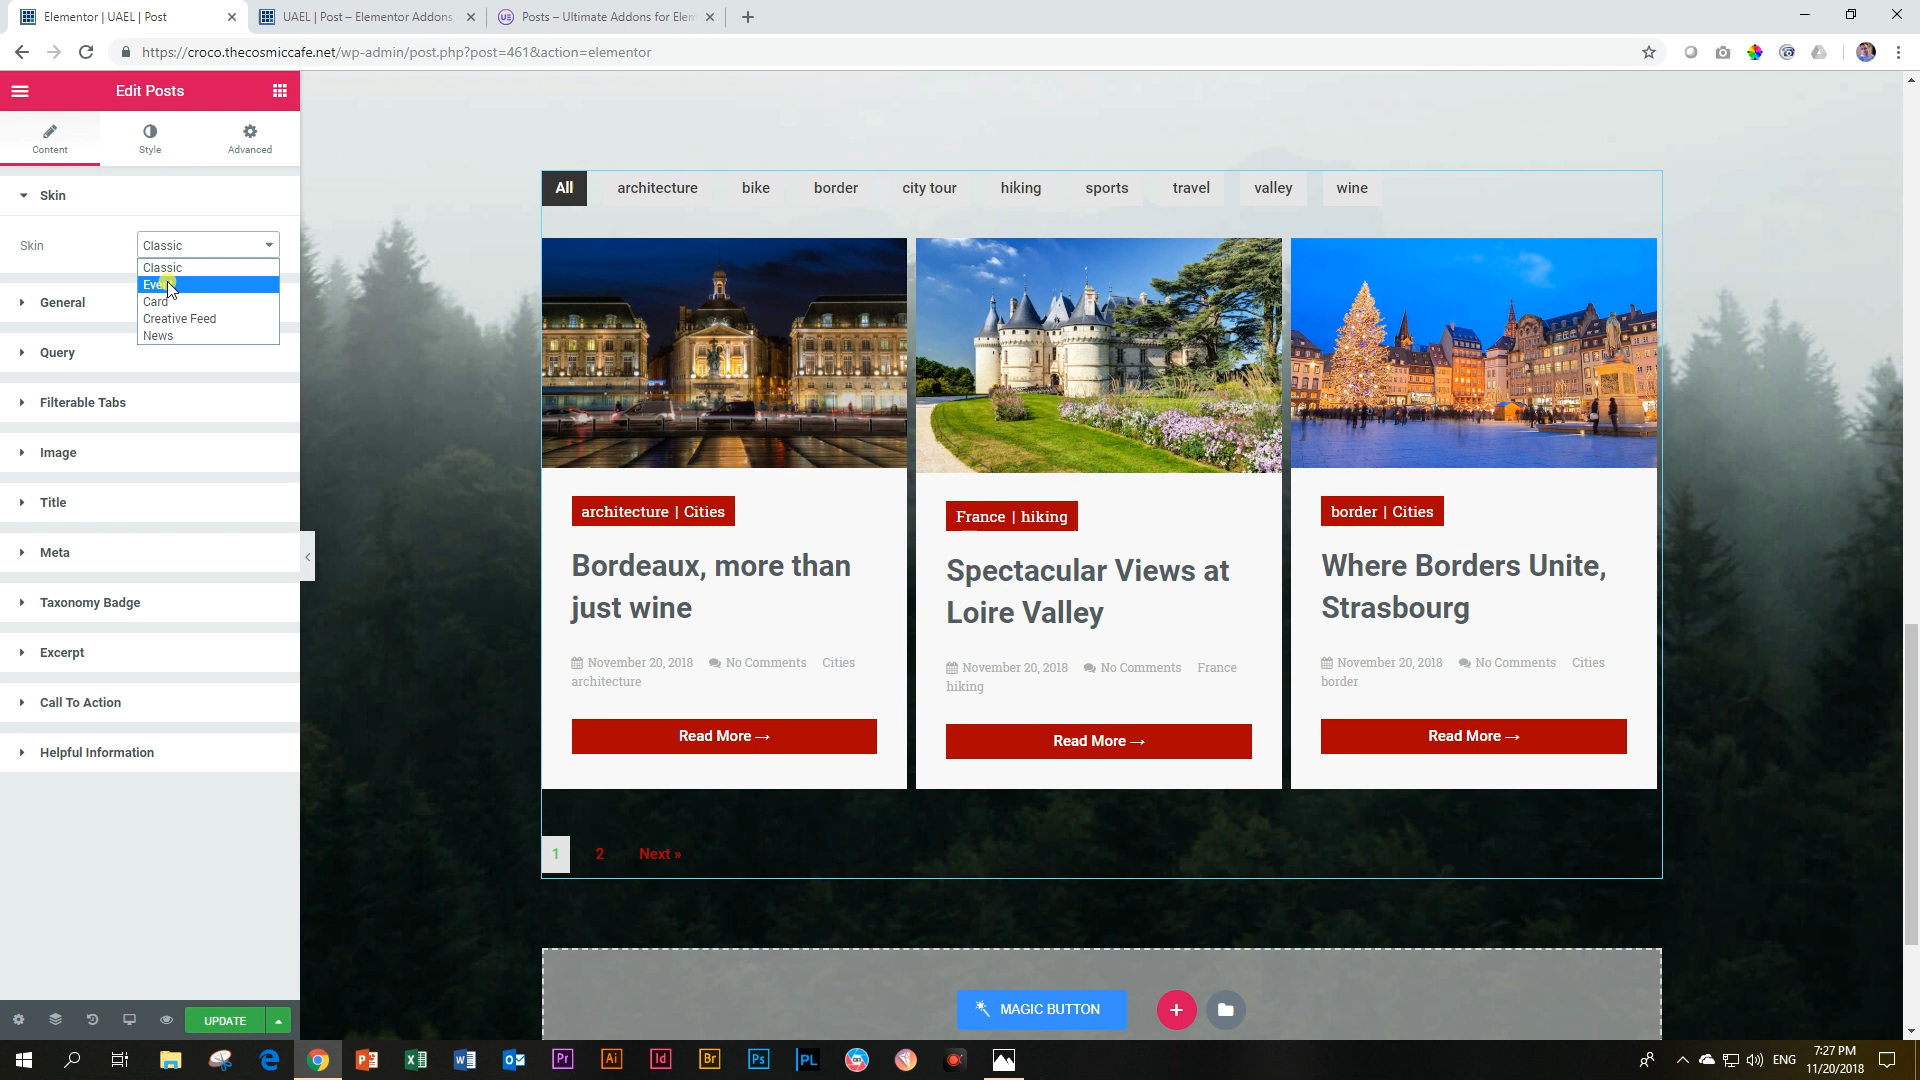 Elementor | UAEL | Post
UAEL | Post – Elementor Addons
Posts – Ultimate Addons for Elem
https://croco.thecosmiccafe.net/wp-admin/post.php?post=461&action=elementor
Edit Posts
Content
Style
Advanced
Skin
Skin
Classic
Classic
Card
Creative Feed
News
General
Query
Filterable Tabs
Image
Title
Meta
Taxonomy Badge
Excerpt
Call To Action
Helpful Information
UPDATE
All architecture bike border city tour hiking sports travel valley wine
architecture | Cities
Bordeaux, more than
just wine
November 20, 2018 No Comments Cities
architecture
Read More →
France | hiking
Spectacular Views at
Loire Valley
November 20, 2018 No Comments France
hiking
Read More →
border | Cities
Where Borders Unite,
Strasbourg
November 20, 2018 No Comments Cities
border
Read More →
1 2 Next »
MAGIC BUTTON
Pr Ai Id Br Ps PL
ENG
7:27 PM
11/20/2018